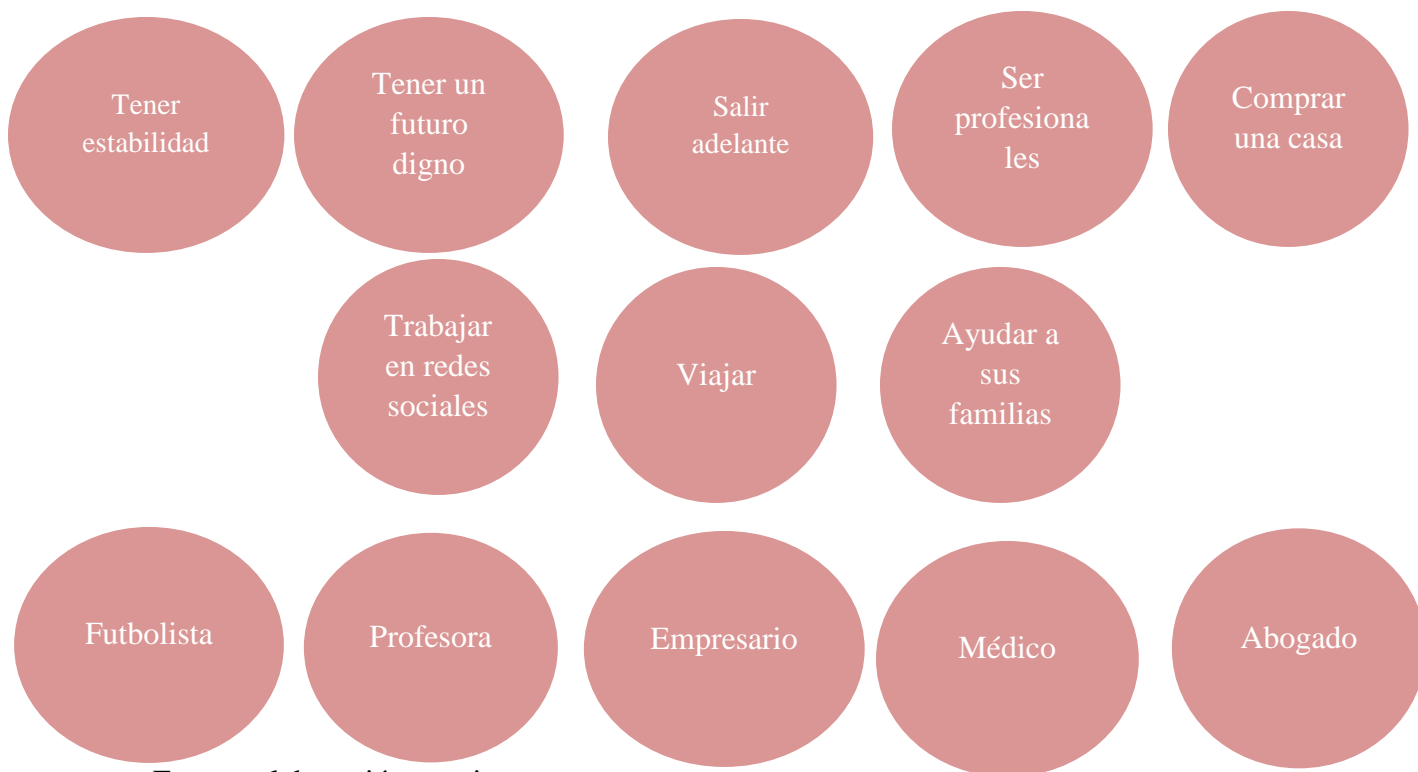 Tener
estabilidad
Tener un
futuro
digno
Salir
adelante
Ser
profesiona
les
Comprar
una casa
Trabajar
en redes
sociales
Viajar
Ayudar a
sus
familias
Futbolista
Profesora
Empresario
Médico
Abogado